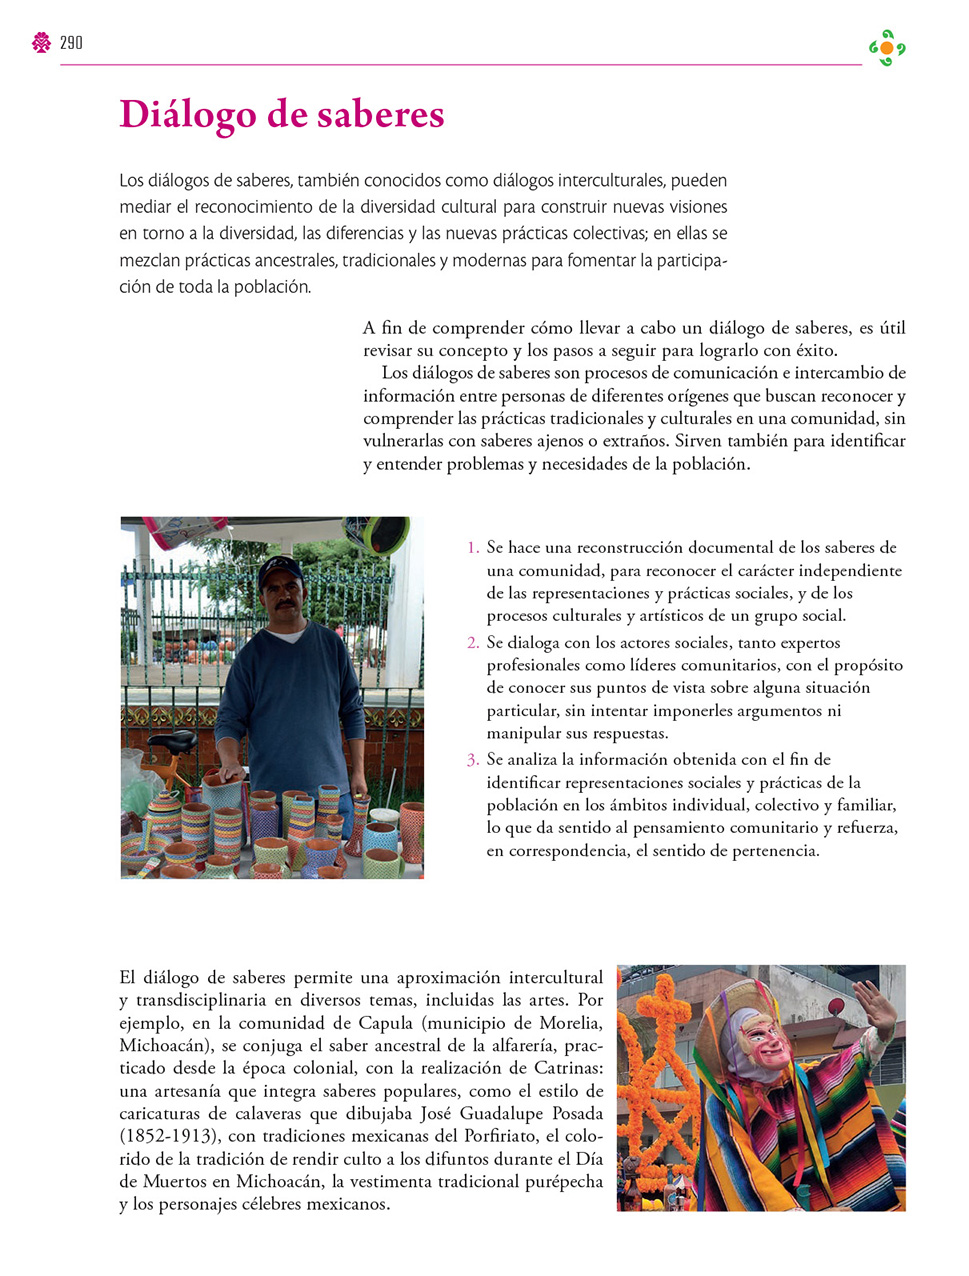 290
Diálogo de saberes
Los diálogos de saberes, también conocidos como diálogos interculturales, pueden
mediar el reconocimiento de la diversidad cultural para construir nuevas visiones
en torno a la diversidad, las diferencias y las nuevas prácticas colectivas; en ellas se
mezclan prácticas ancestrales, tradicionales y modernas para fomentar la participa-
ción de toda la población.
A fin de comprender cómo llevar a cabo un diálogo de saberes, es útil
revisar su concepto y los pasos a seguir para lograrlo con éxito.
Los diálogos de saberes son procesos de comunicación e intercambio de
información entre personas de diferentes orígenes que buscan reconocer y
comprender las prácticas tradicionales y culturales en una comunidad, sin
vulnerarlas con saberes ajenos o extraños. Sirven también para identificar
y entender problemas y necesidades de la población.
1. Se hace una reconstrucción documental de los saberes de
una comunidad, para reconocer el carácter independiente
de las representaciones y prácticas sociales, y de los
procesos culturales y artísticos de un grupo social.
2. Se dialoga con los actores sociales, tanto expertos
profesionales como líderes comunitarios, con el propósito
de conocer sus puntos de vista sobre alguna situación
particular, sin intentar imponerles argumentos ni
manipular sus respuestas.
3. Se analiza la información obtenida con el fin de
identificar representaciones sociales y prácticas de la
población en los ámbitos individual, colectivo y familiar,
lo que da sentido al pensamiento comunitario y refuerza,
en correspondencia, el sentido de pertenencia.
El diálogo de saberes permite una aproximación intercultural
y transdisciplinaria en diversos temas, incluidas las artes. Por
ejemplo, en la comunidad de Capula (municipio de Morelia,
Michoacán), se conjuga el saber ancestral de la alfarería, prac-
ticado desde la época colonial, con la realización de Catrinas:
una artesanía que integra saberes populares, como el estilo de
caricaturas de calaveras que dibujaba José Guadalupe Posada
(1852-1913), con tradiciones mexicanas del Porfiriato, el colo-
rido de la tradición de rendir culto a los difuntos durante el Día
de Muertos en Michoacán, la vestimenta tradicional purépecha
y los personajes célebres mexicanos.